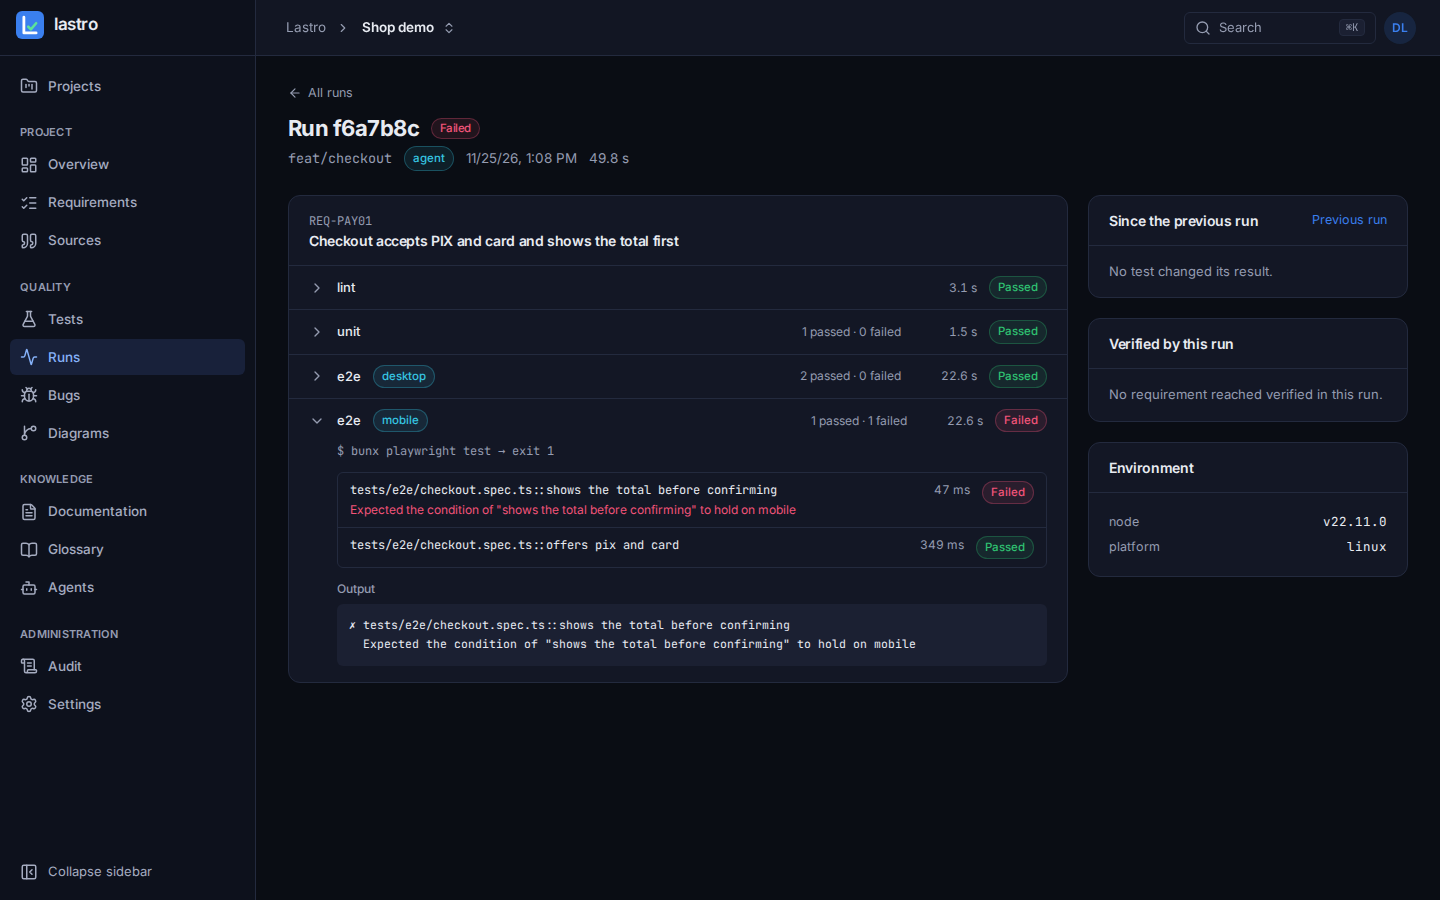 lastro
Lastro
Shop demo
Search
⌘K
DL
Projects
PROJECT
Overview
Requirements
Sources
QUALITY
Tests
Runs
Bugs
Diagrams
KNOWLEDGE
Documentation
Glossary
Agents
ADMINISTRATION
Audit
Settings
Collapse sidebar
All runs
Run f6a7b8c Failed
feat/checkout agent 11/25/26, 1:08 PM 49.8 s
REQ-PAY01
Checkout accepts PIX and card and shows the total first
lint 3.1 s Passed
unit 1 passed · 0 failed 1.5 s Passed
e2e desktop 2 passed · 0 failed 22.6 s Passed
e2e mobile 1 passed · 1 failed 22.6 s Failed
$ bunx playwright test → exit 1
tests/e2e/checkout.spec.ts::shows the total before confirming 47 ms Failed
Expected the condition of "shows the total before confirming" to hold on mobile
tests/e2e/checkout.spec.ts::offers pix and card 349 ms Passed
Output
✗ tests/e2e/checkout.spec.ts::shows the total before confirming
Expected the condition of "shows the total before confirming" to hold on mobile
Since the previous run Previous run
No test changed its result.
Verified by this run
No requirement reached verified in this run.
Environment
node v22.11.0
platform linux